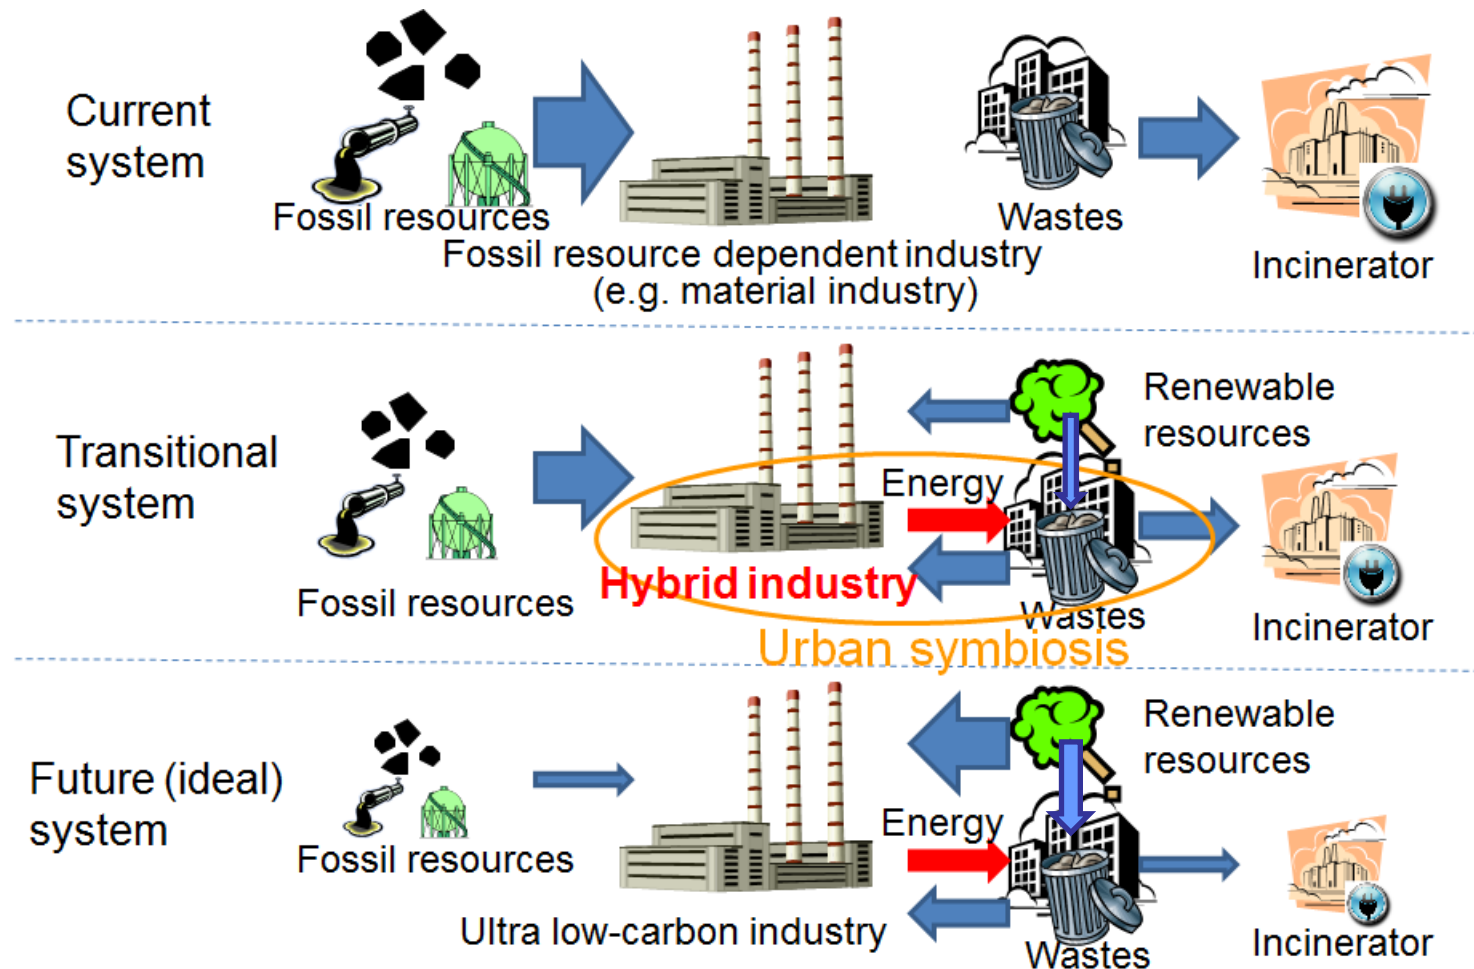 Current
system
Fossil resources
Fossil resource dependent industry
(e.g. material industry)
Wastes
Incinerator
Transitional
system
Fossil resources
Hybrid industry
Energy
Renewable
resources
Wastes
Urban symbiosis
Incinerator
Future (ideal)
system
Fossil resources
Ultra low-carbon industry
Energy
Renewable
resources
Wastes
Incinerator